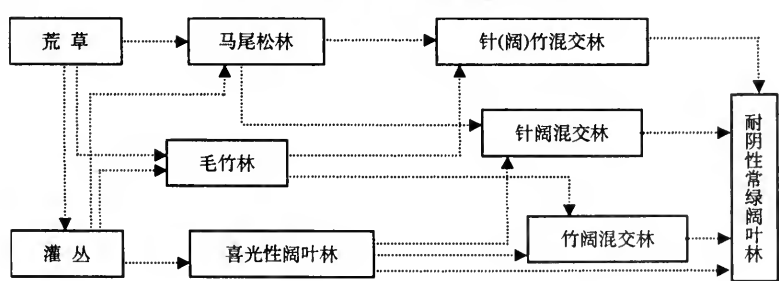 荒草
马尾松林
针(阔)竹混交林
针阔混交林
毛竹林
耐阴性常绿阔叶林
灌丛
喜光性阔叶林
竹阔混交林